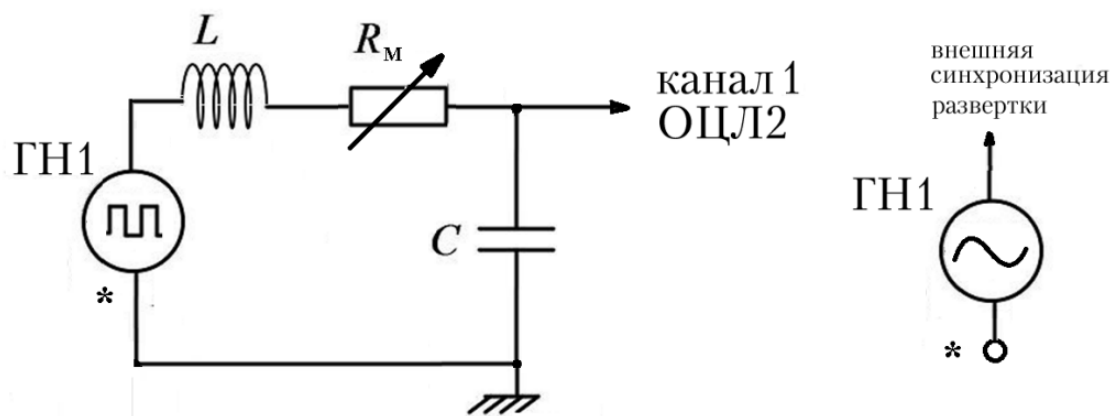 L
Rм
канал 1
ОЦЛ2
ГН1
*
C
внешняя
синхронизация
развертки
ГН1
*